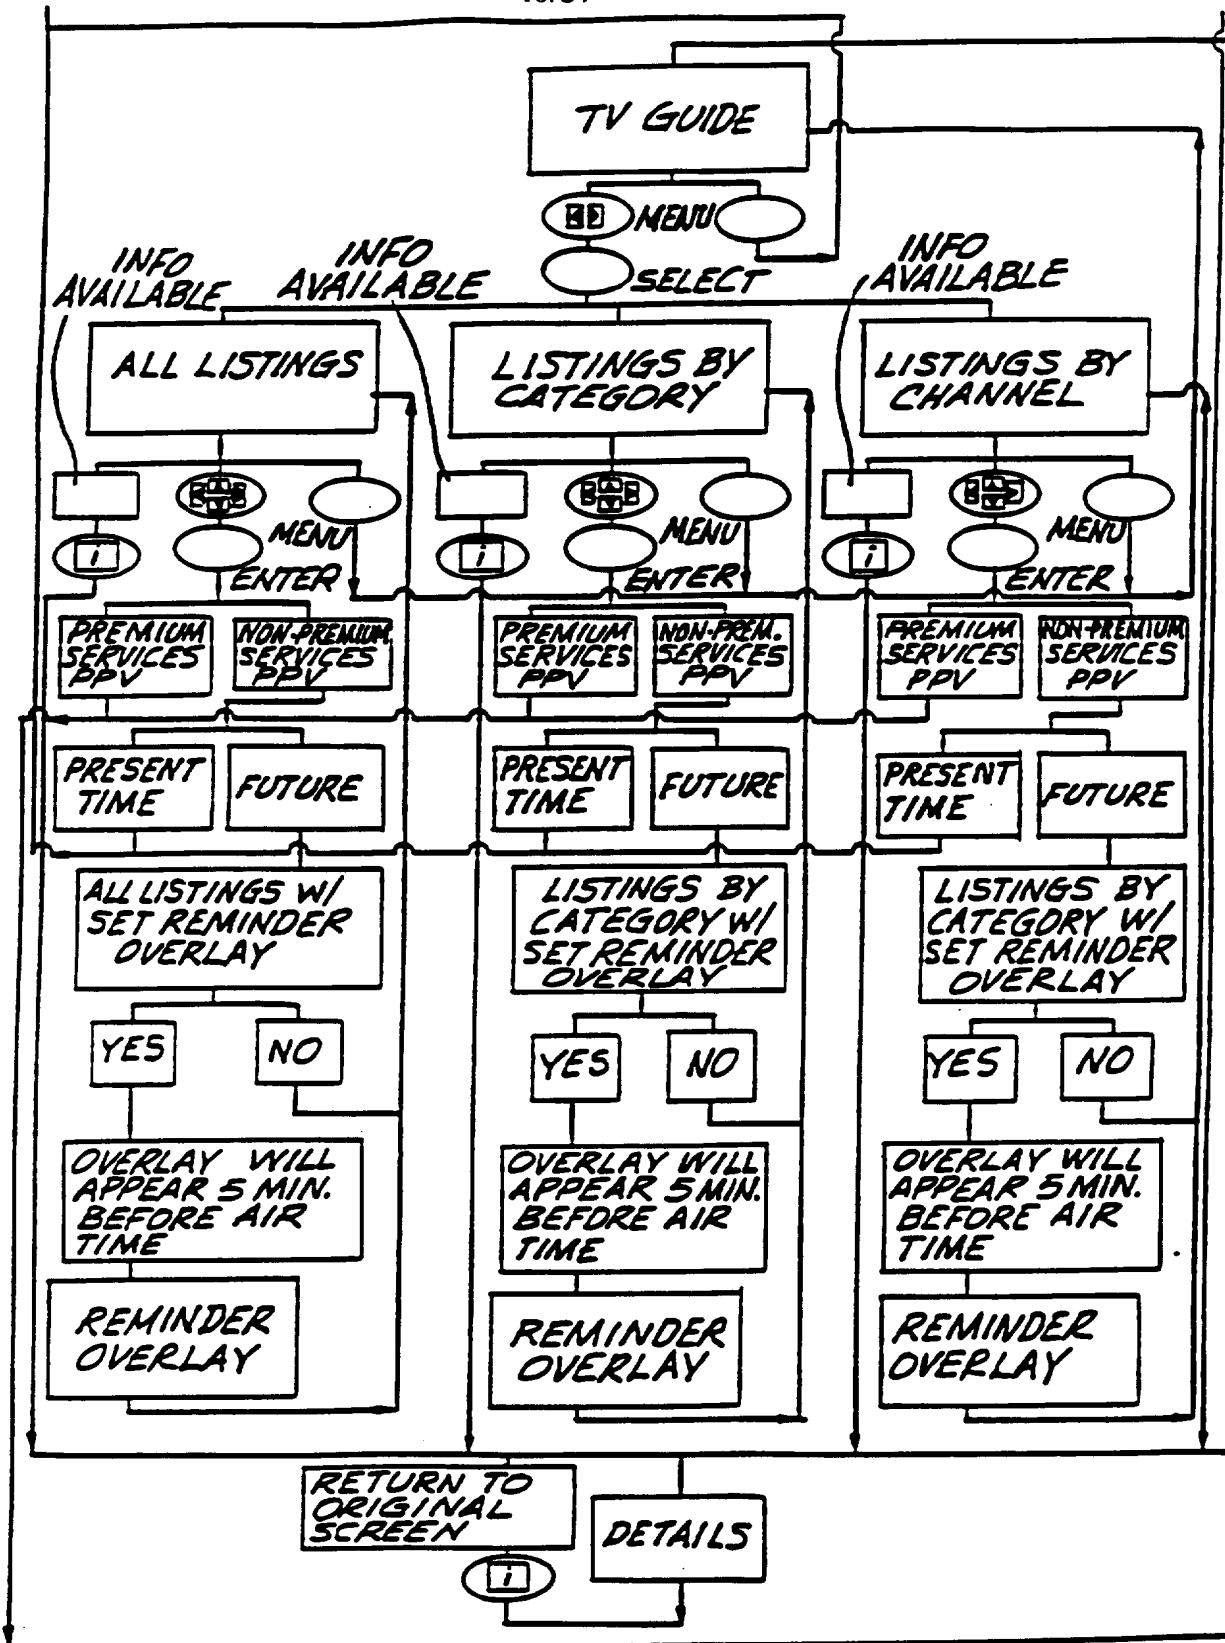 TV GUIDE
MENU
SELECT
INFO
AVAILABLE
INFO
AVAILABLE
INFO
AVAILABLE
ALL LISTINGS
LISTINGS BY
CATEGORY
LISTINGS BY
CHANNEL
i
MENU
ENTER
i
MENU
ENTER
i
MENU
ENTER
PREMIUM
SERVICES
PPV
NON-PREMIUM.
SERVICES
PPV
PREMIUM
SERVICES
PPV
NON-PREM.
SERVICES
PPV
PREMIUM
SERVICES
PPV
NON-PREMIUM
SERVICES
PPV
PRESENT
TIME
FUTURE
PRESENT
TIME
FUTURE
PRESENT
TIME
FUTURE
ALL LISTINGS W/
SET REMINDER
OVERLAY
LISTINGS BY
CATEGORY W/
SET REMINDER
OVERLAY
LISTINGS BY
CATEGORY W/
SET REMINDER
OVERLAY
YES
NO
YES
NO
YES
NO
OVERLAY WILL
APPEAR 5 MIN.
BEFORE AIR
TIME
OVERLAY WILL
APPEAR 5 MIN.
BEFORE AIR
TIME
OVERLAY WILL
APPEAR 5 MIN.
BEFORE AIR
TIME
REMINDER
OVERLAY
REMINDER
OVERLAY
REMINDER
OVERLAY
RETURN TO
ORIGINAL
SCREEN
DETAILS
i